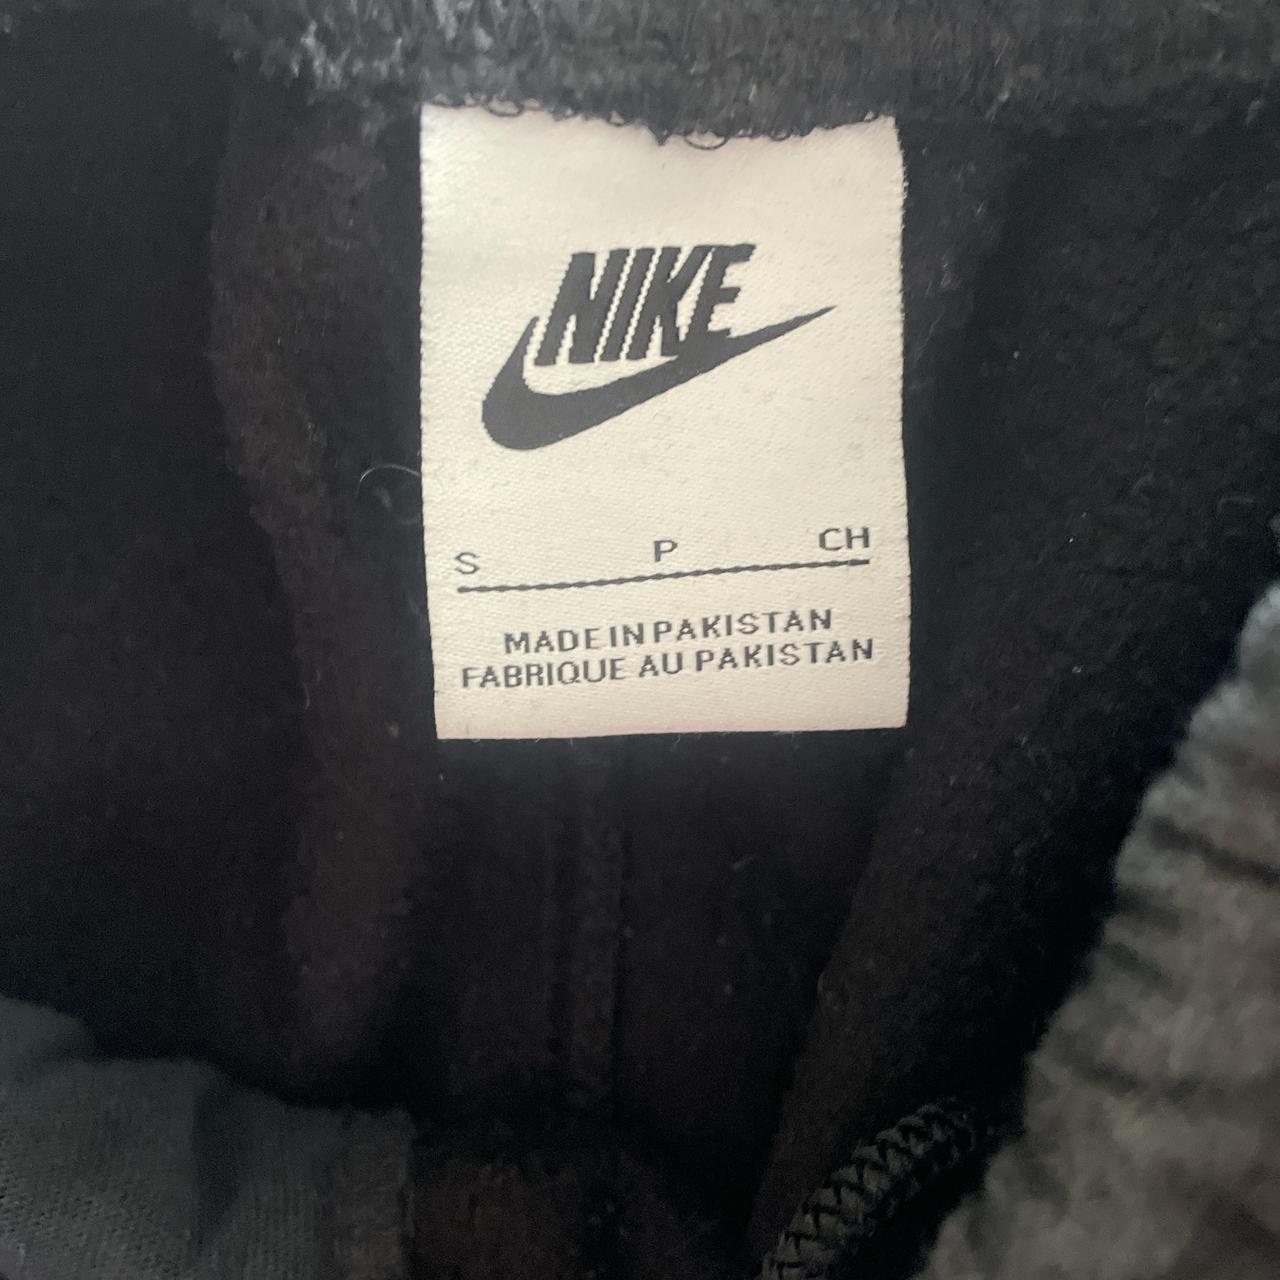 NIKE
S P CH
MADE IN PAKISTAN
FABRIQUE AU PAKISTAN